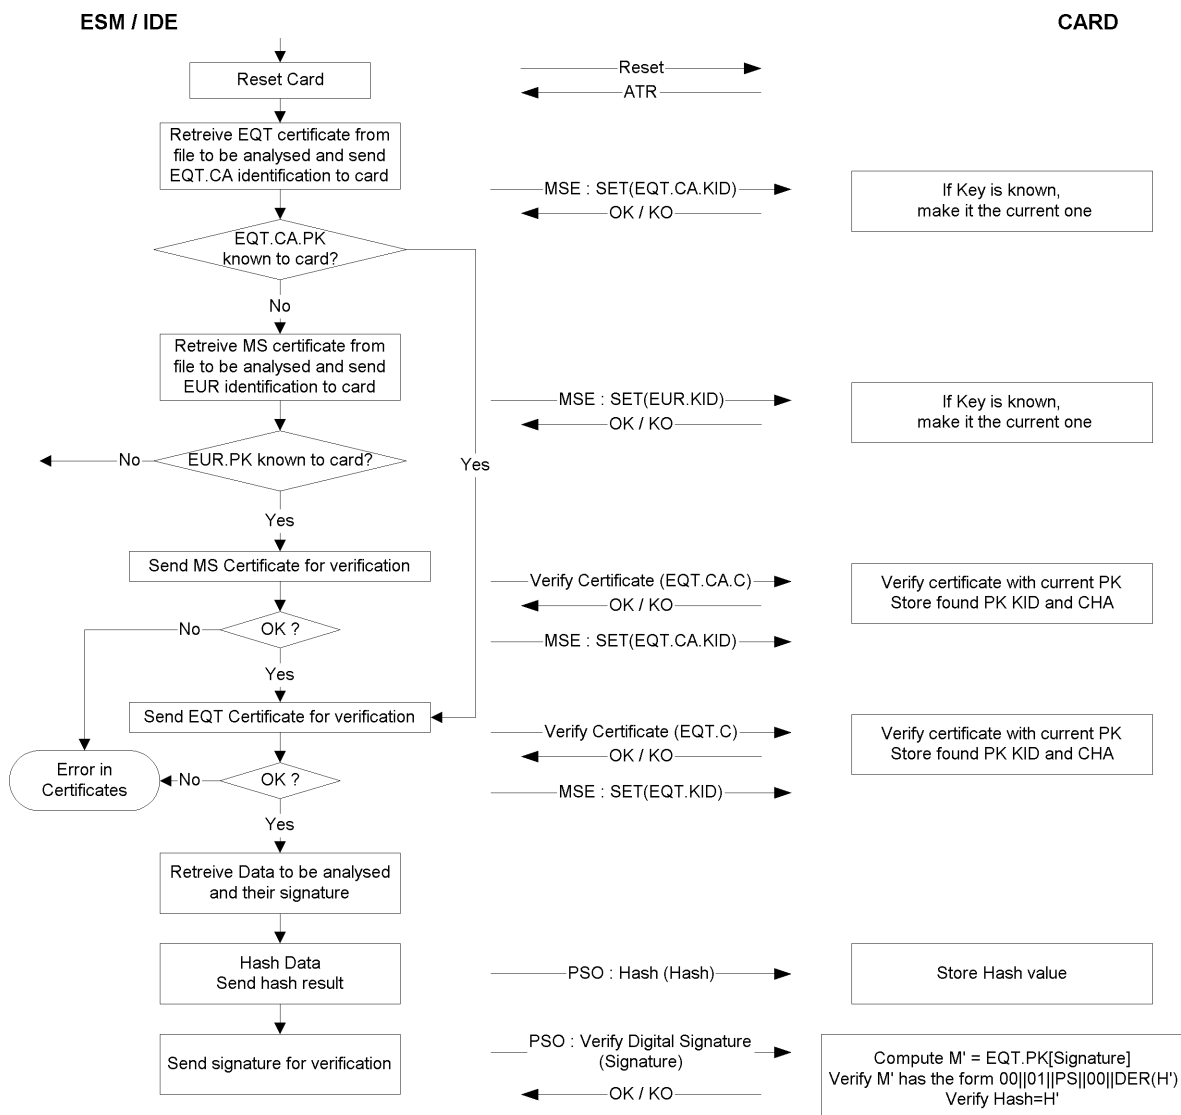 ESM / IDE
CARD
Reset Card
Reset
ATR
Retreive EQT certificate from
file to be analysed and send
EQT.CA identification to card
MSE : SET(EQT.CA.KID)
OK / KO
If Key is known,
make it the current one
EQT.CA.PK
known to card?
No
Retreive MS certificate from
file to be analysed and send
EUR identification to card
MSE : SET(EUR.KID)
OK / KO
If Key is known,
make it the current one
No
EUR.PK known to card?
Yes
Yes
Send MS Certificate for verification
Verify Certificate (EQT.CA.C)
OK / KO
Verify certificate with current PK
Store found PK KID and CHA
No
OK ?
MSE : SET(EQT.CA.KID)
Yes
Send EQT Certificate for verification
Verify Certificate (EQT.C)
OK / KO
Verify certificate with current PK
Store found PK KID and CHA
Error in
Certificates
No
OK ?
MSE : SET(EQT.KID)
Yes
Retreive Data to be analysed
and their signature
Hash Data
Send hash result
PSO : Hash (Hash)
Store Hash value
Send signature for verification
PSO : Verify Digital Signature
(Signature)
OK / KO
Compute M' = EQT.PK[Signature]
Verify M' has the form 00||01||PS||00||DER(H')
Verify Hash=H'